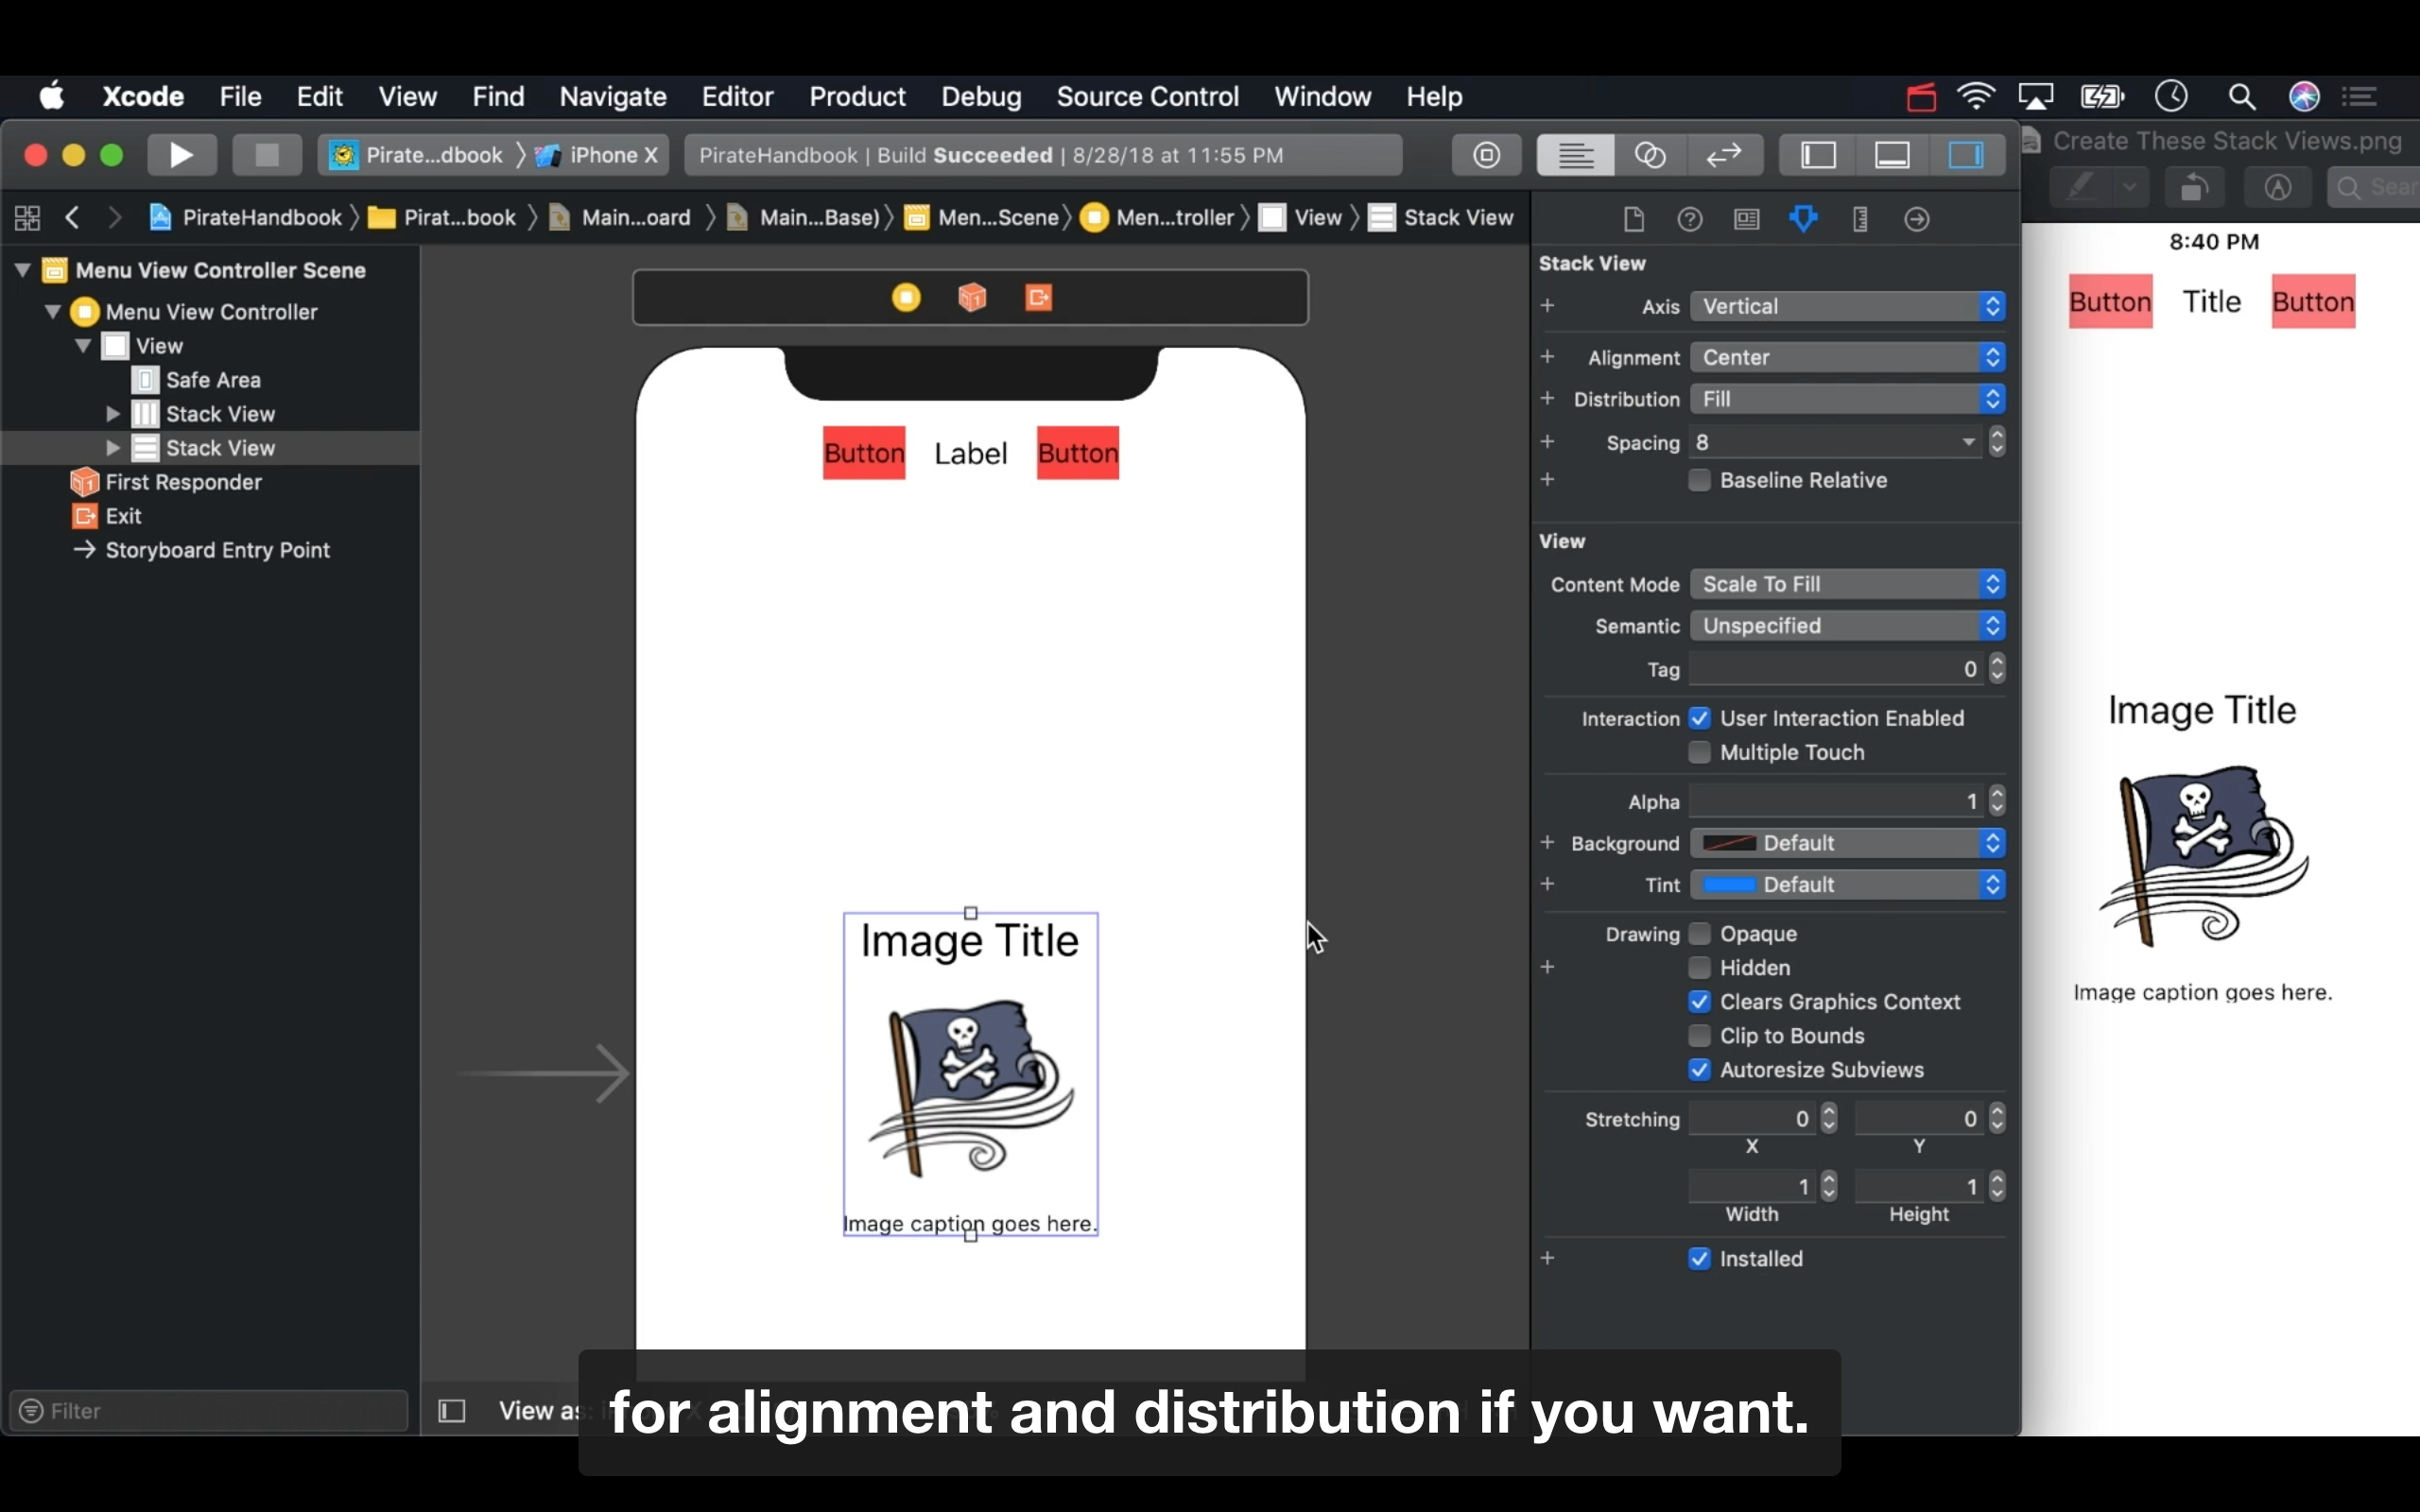 Xcode File Edit View Find Navigate Editor Product Debug Source Control Window Help
Pirate...dbook iPhone X
PirateHandbook | Build Succeeded | 8/28/18 at 11:55 PM
Create These Stack Views.png
PirateHandbook Pirat...book Main...oard Main...Base) Men...Scene Men...troller View Stack View
Menu View Controller Scene
Menu View Controller
View
Safe Area
Stack View
Stack View
First Responder
Exit
Storyboard Entry Point
Filter
Button Label Button
Image Title
Image caption goes here.
View as:
Stack View
Axis Vertical
Alignment Center
Distribution Fill
Spacing 8
Baseline Relative
View
Content Mode Scale To Fill
Semantic Unspecified
Tag 0
Interaction User Interaction Enabled
Multiple Touch
Alpha 1
Background Default
Tint Default
Drawing Opaque
Hidden
Clears Graphics Context
Clip to Bounds
Autoresize Subviews
Stretching 0 0
X Y
1 1
Width Height
Installed
8:40 PM
Button Title Button
Image Title
Image caption goes here.
for alignment and distribution if you want.